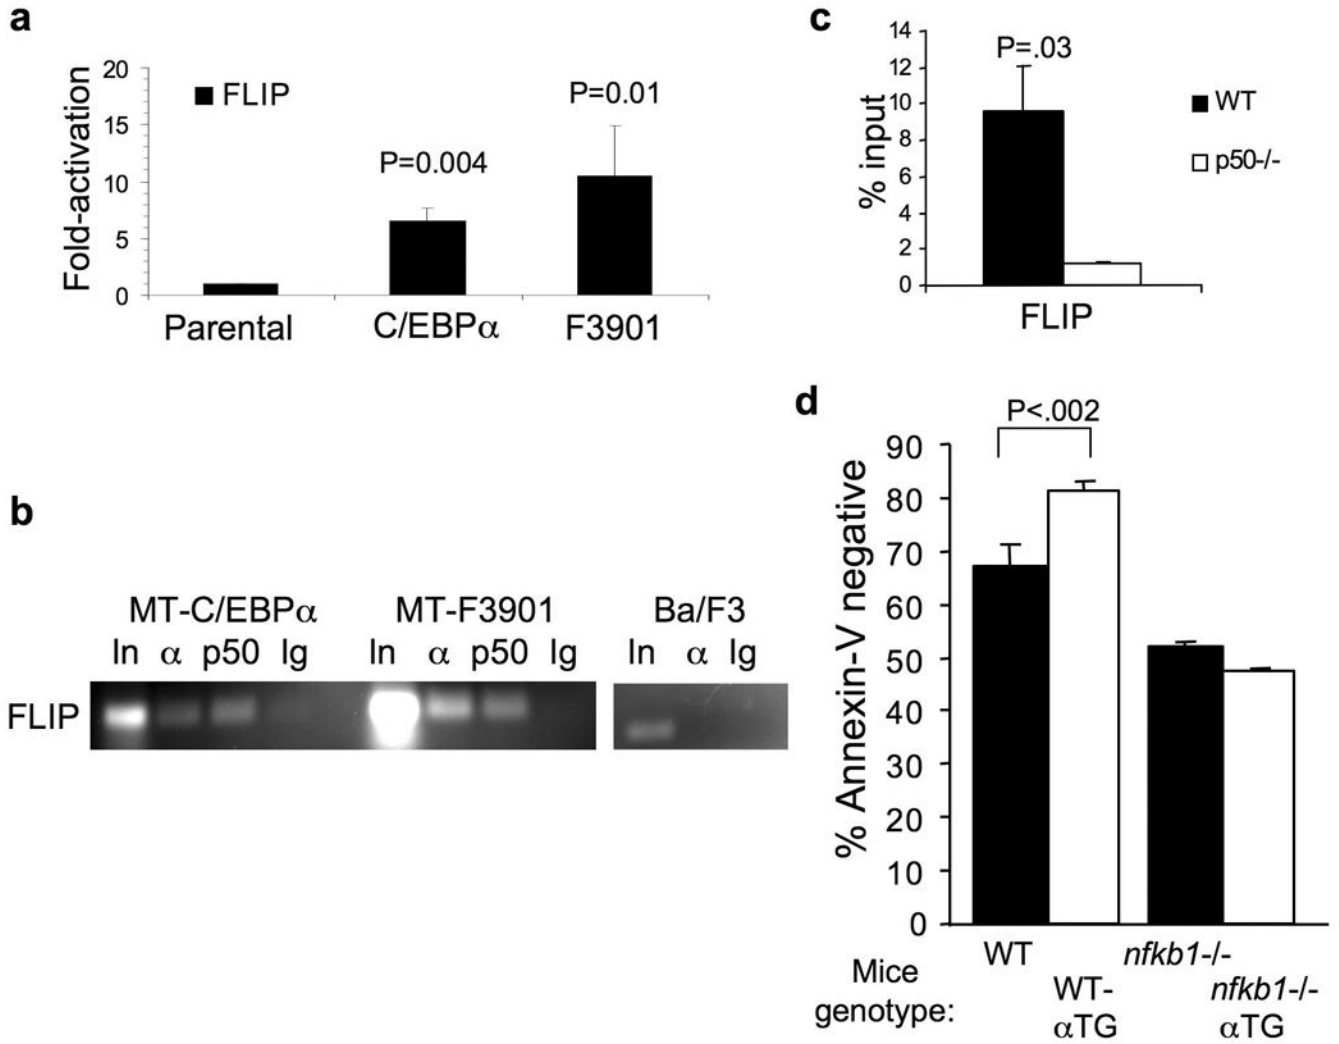 a
Fold-activation
20
15
10
5
0
FLIP
P=0.004
P=0.01
Parental
C/EBPα
F3901
b
MT-C/EBPα
MT-F3901
Ba/F3
In α p50 Ig
In α p50 Ig
In α Ig
FLIP
c
% input
14
12
10
8
6
4
2
0
P=.03
WT
p50-/-
FLIP
d
P<.002
% Annexin-V negative
90
80
70
60
50
40
30
20
10
0
Mice
genotype:
WT
WT-
αTG
nfkb1-/-
nfkb1-/-
αTG